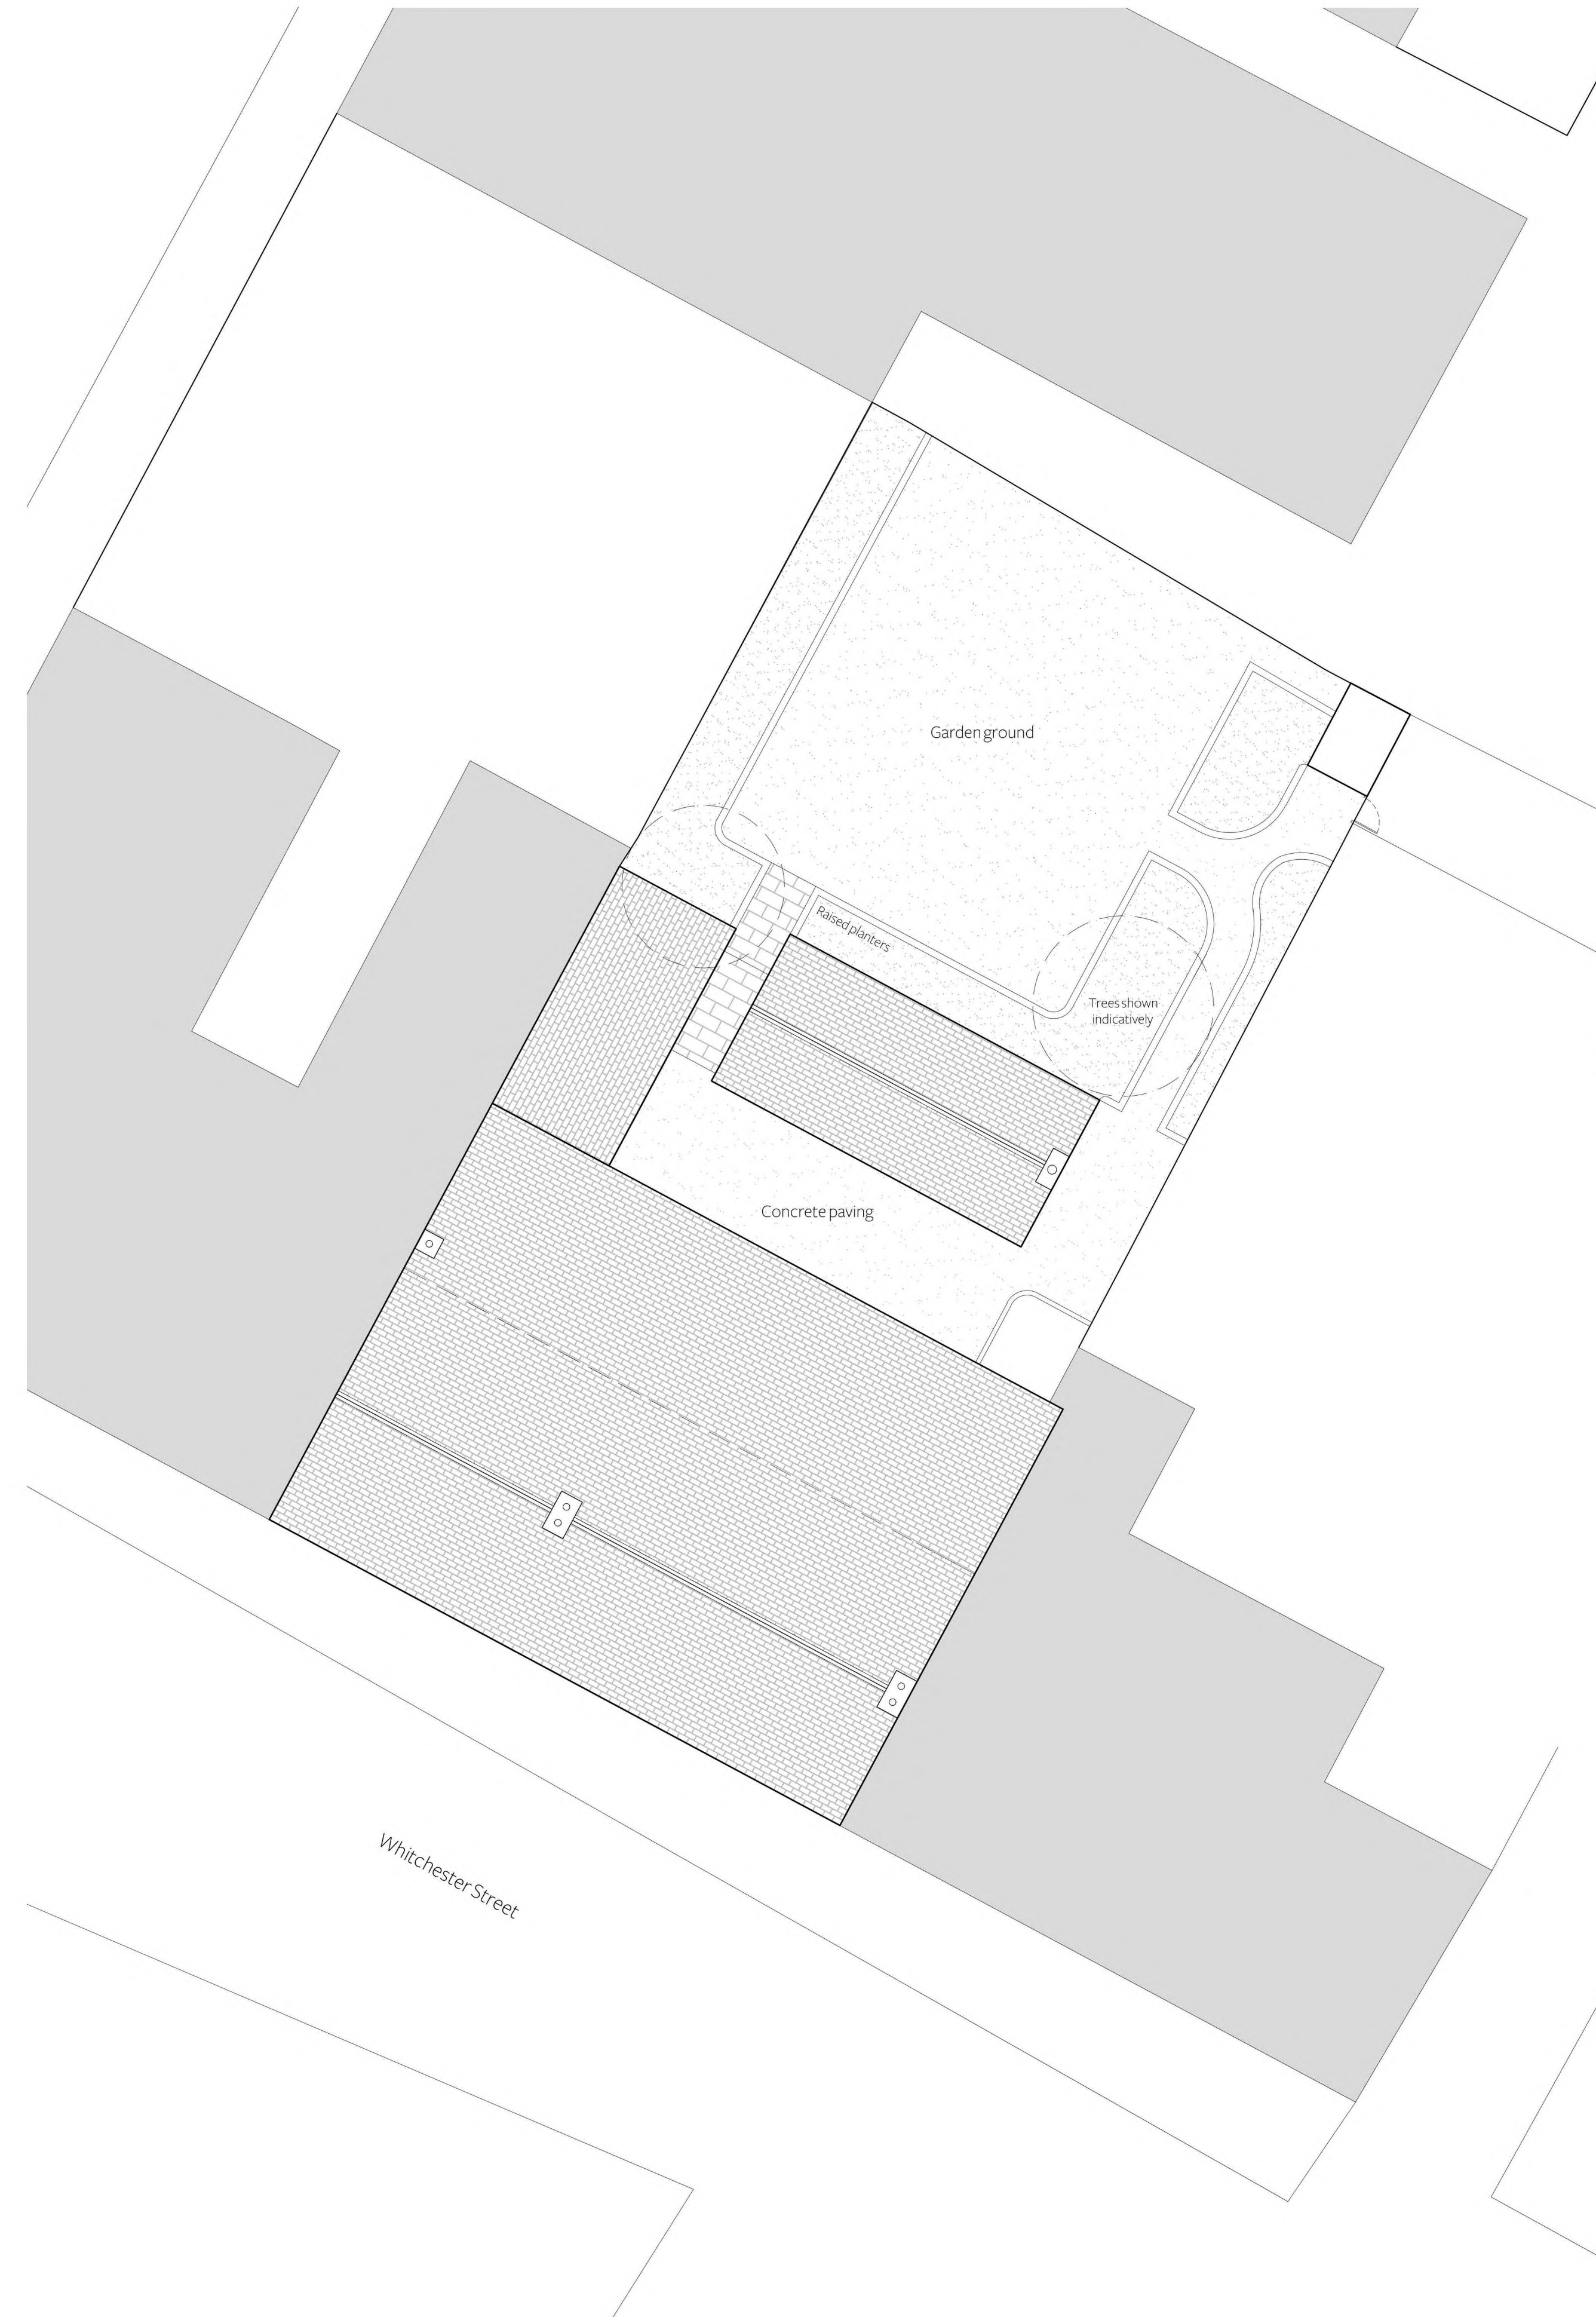 Garden ground
Raised planters
Trees shown
indicatively
Concrete paving
Whitchester Street